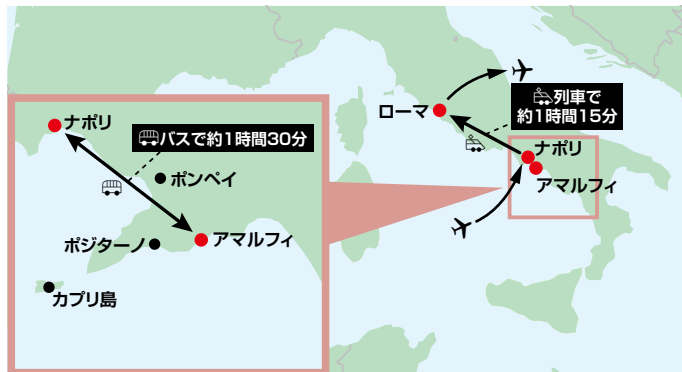 ローマ
列車で
約1時間15分
ナポリ
アマルフィ
ナポリ
バスで約1時間30分
ポンペイ
ポジターノ
アマルフィ
カプリ島